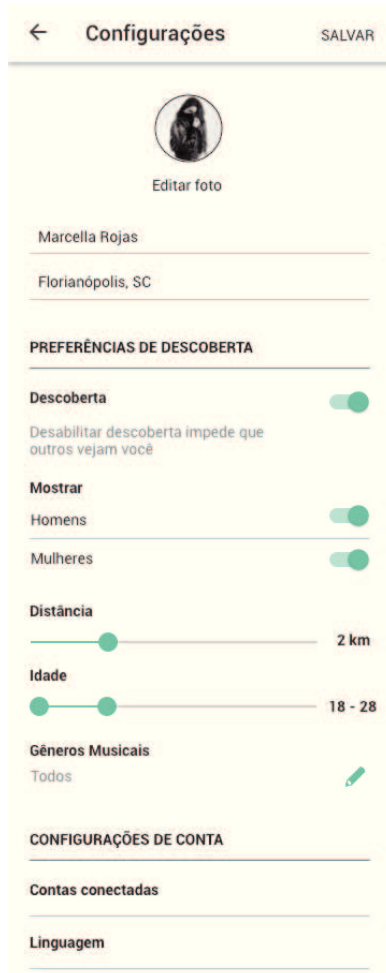 Configurações SALVAR
Editar foto
Marcella Rojas
Florianópolis, SC
PREFERÊNCIAS DE DESCOBERTA
Descoberta
Desabilitar descoberta impede que
outros vejam você
Mostrar
Homens
Mulheres
Distância
2 km
Idade
18 - 28
Gêneros Musicais
Todos
CONFIGURAÇÕES DE CONTA
Contas conectadas
Linguagem